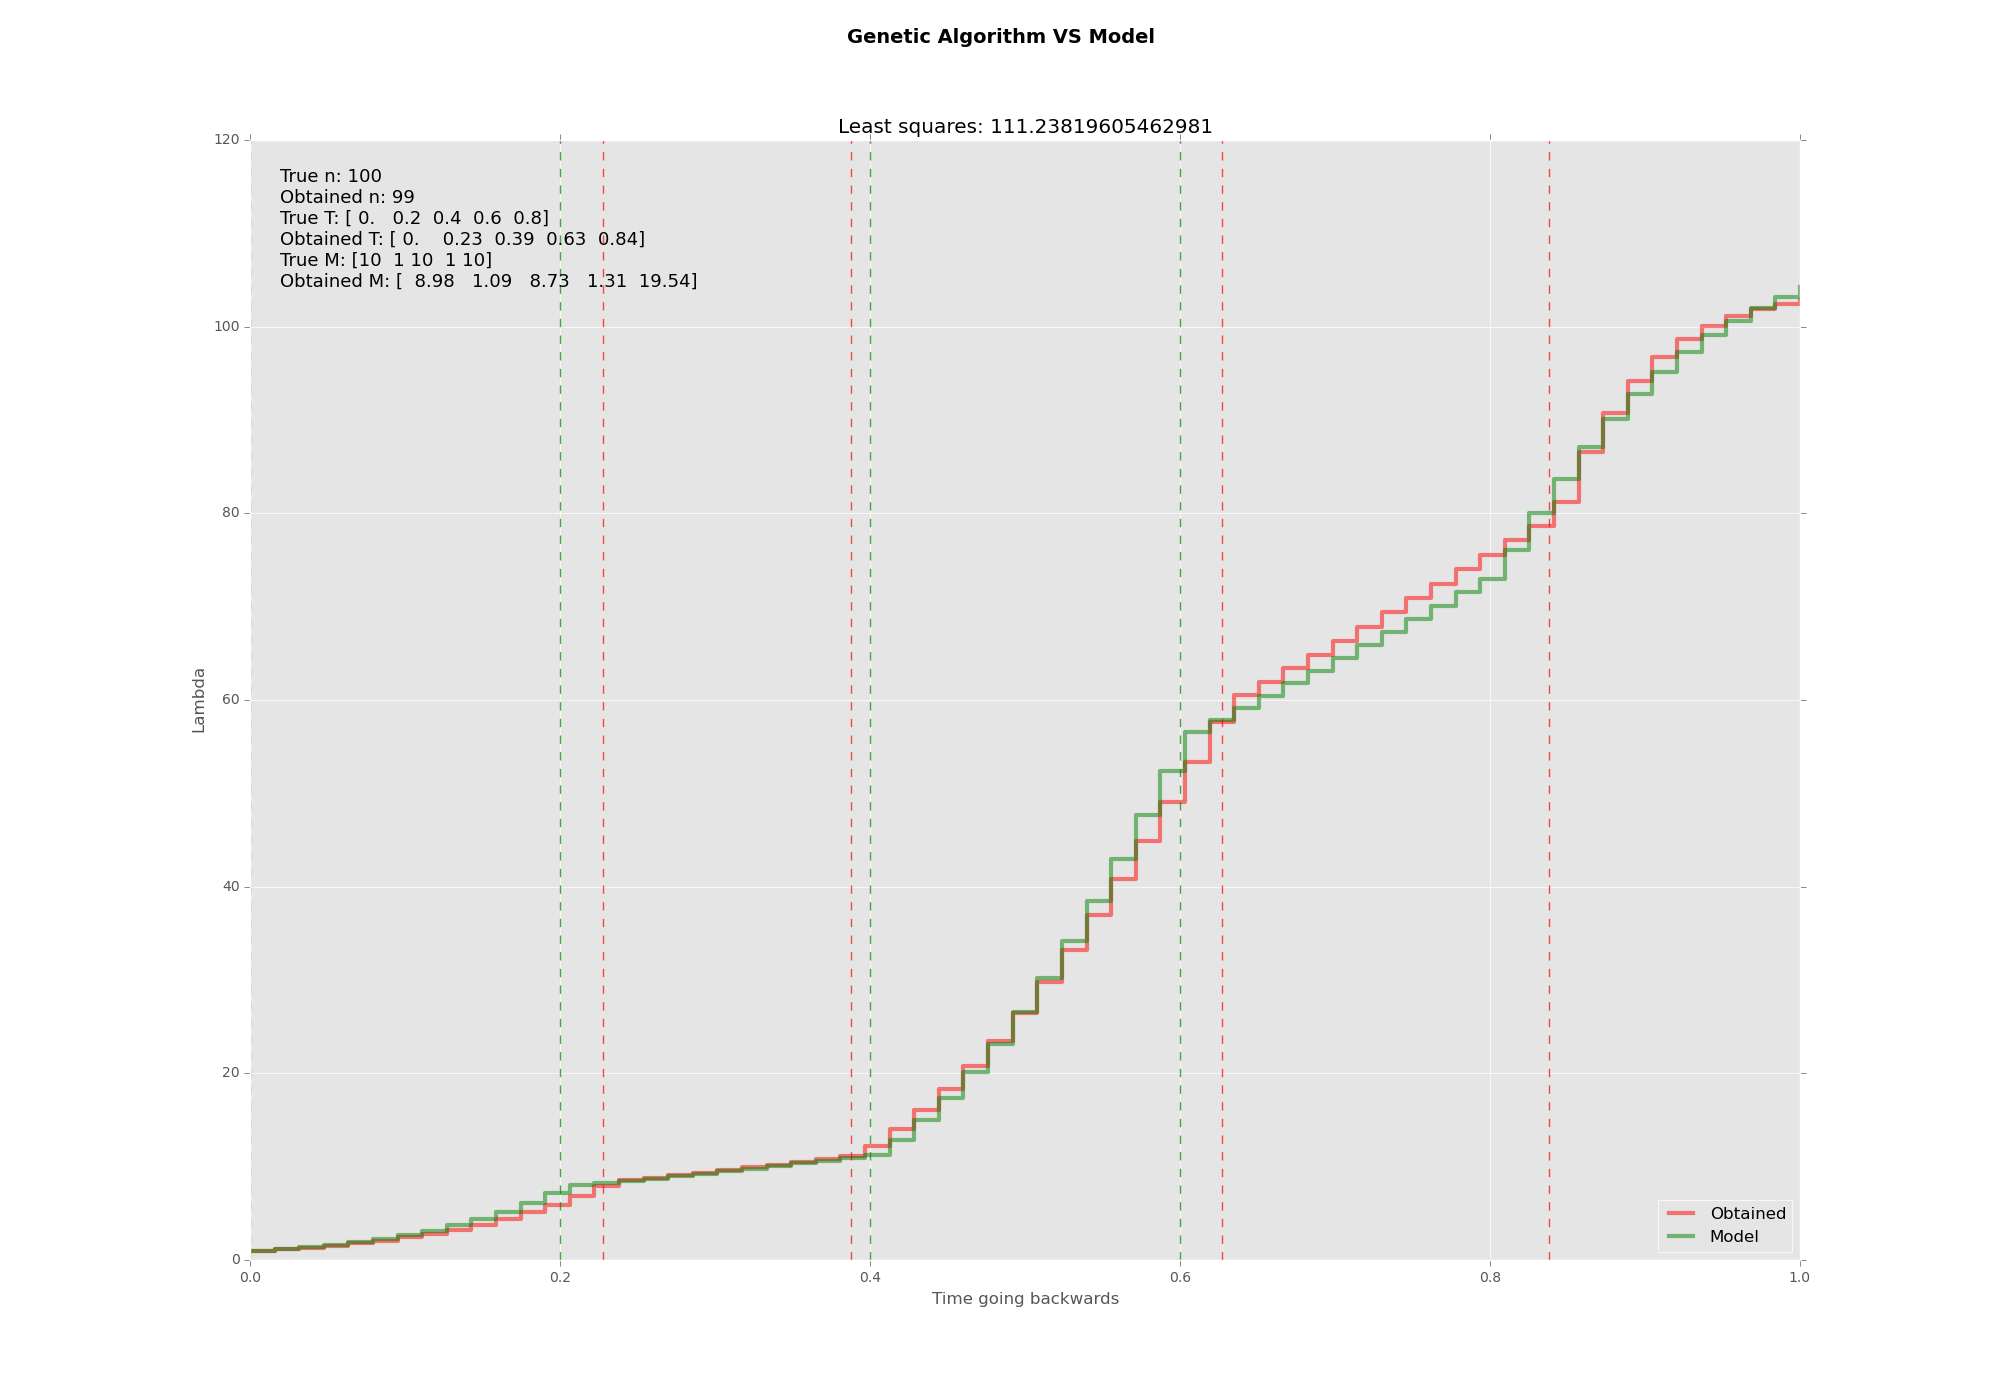 Genetic Algorithm VS Model
Least squares: 111.23819605462981
True n: 100
Obtained n: 99
True T: [ 0.   0.2  0.4  0.6  0.8]
Obtained T: [ 0.    0.23  0.39  0.63  0.84]
True M: [10  1 10  1 10]
Obtained M: [  8.98   1.09   8.73   1.31  19.54]
120
100
80
60
40
20
0
Lambda
0.0 0.2 0.4 0.6 0.8 1.0
Time going backwards
Obtained
Model